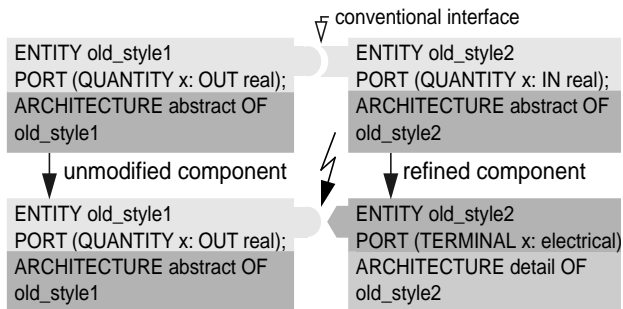 conventional interface
ENTITY old_style1
PORT (QUANTITY x: OUT real);
ARCHITECTURE abstract OF
old_style1
ENTITY old_style2
PORT (QUANTITY x: IN real);
ARCHITECTURE abstract OF
old_style2
unmodified component
refined component
ENTITY old_style1
PORT (QUANTITY x: OUT real);
ARCHITECTURE abstract OF
old_style1
ENTITY old_style2
PORT (TERMINAL x: electrical)
ARCHITECTURE detail OF
old_style2